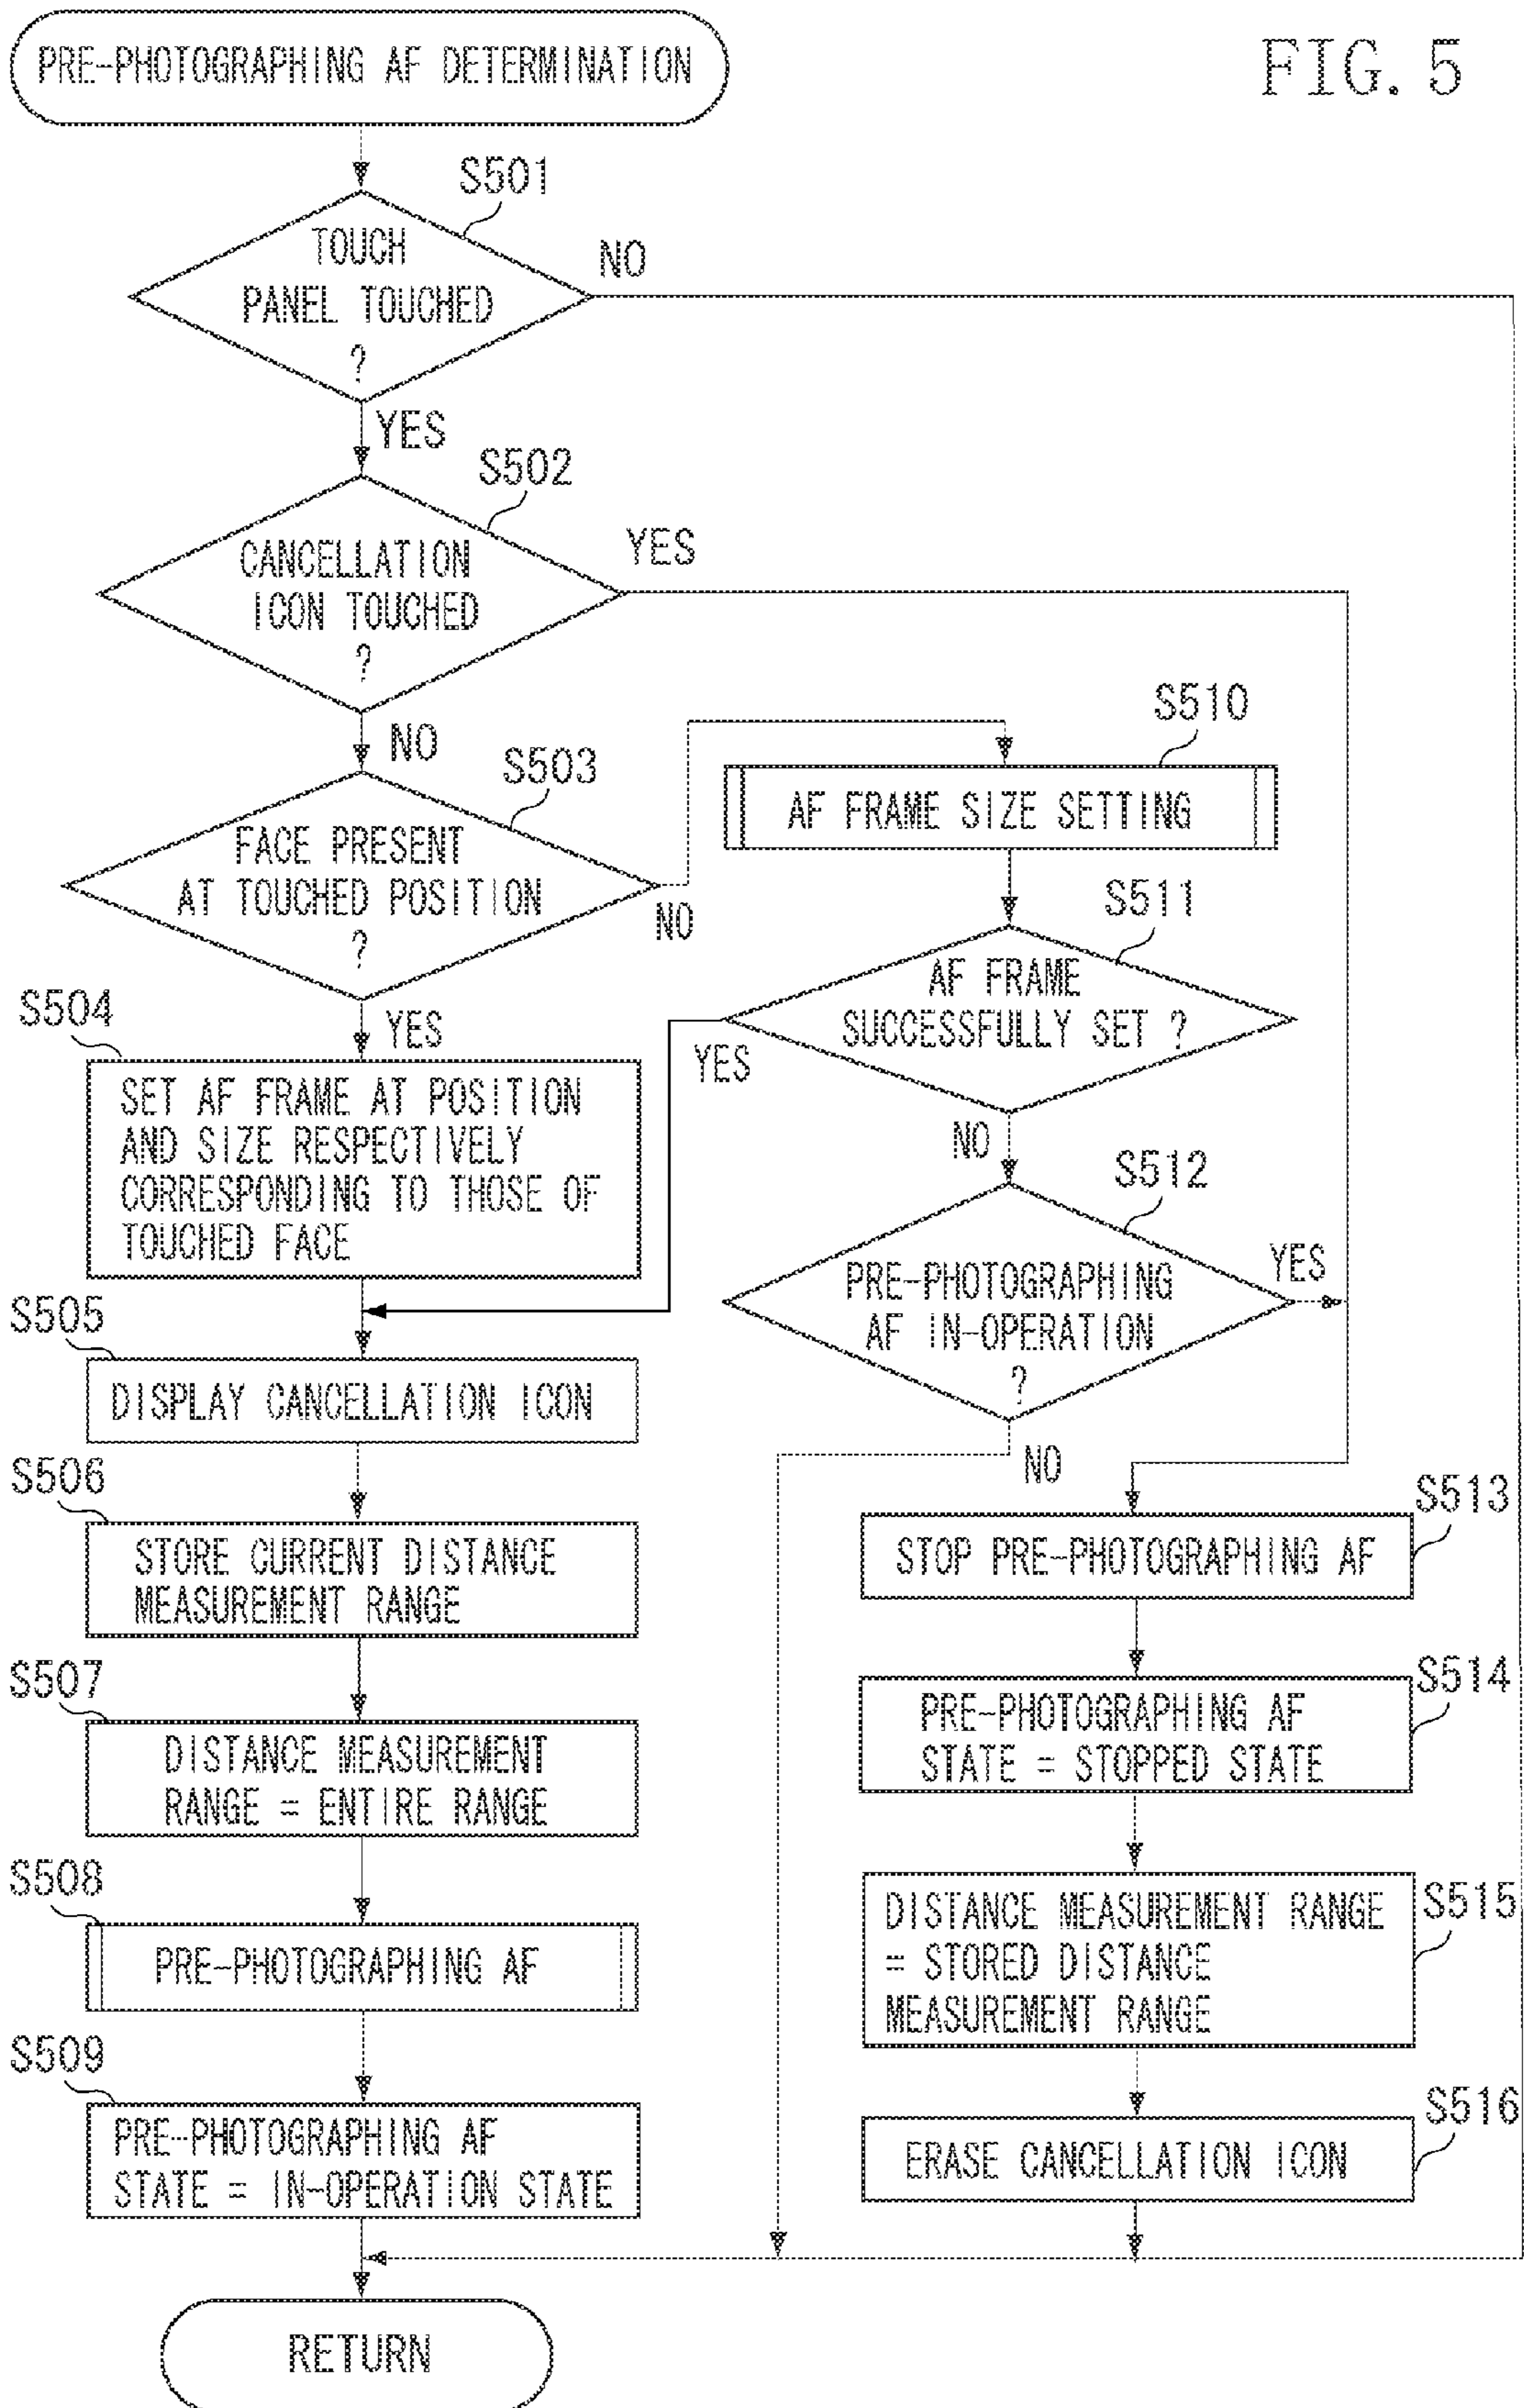 FIG. 5
PRE-PHOTOGRAPHING AF DETERMINATION
S501
TOUCH
PANEL TOUCHED
?
NO
YES
S502
CANCELLATION
ICON TOUCHED
?
YES
NO
S503
FACE PRESENT
AT TOUCHED POSITION
?
NO
YES
S504
SET AF FRAME AT POSITION
AND SIZE RESPECTIVELY
CORRESPONDING TO THOSE OF
TOUCHED FACE
S505
DISPLAY CANCELLATION ICON
S506
STORE CURRENT DISTANCE
MEASUREMENT RANGE
S507
DISTANCE MEASUREMENT
RANGE = ENTIRE RANGE
S508
PRE-PHOTOGRAPHING AF
S509
PRE-PHOTOGRAPHING AF
STATE = IN-OPERATION STATE
S510
AF FRAME SIZE SETTING
S511
AF FRAME
SUCCESSFULLY SET ?
YES
NO
S512
PRE-PHOTOGRAPHING
AF IN-OPERATION
?
YES
NO
S513
STOP PRE-PHOTOGRAPHING AF
S514
PRE-PHOTOGRAPHING AF
STATE = STOPPED STATE
S515
DISTANCE MEASUREMENT RANGE
= STORED DISTANCE
MEASUREMENT RANGE
S516
ERASE CANCELLATION ICON
RETURN